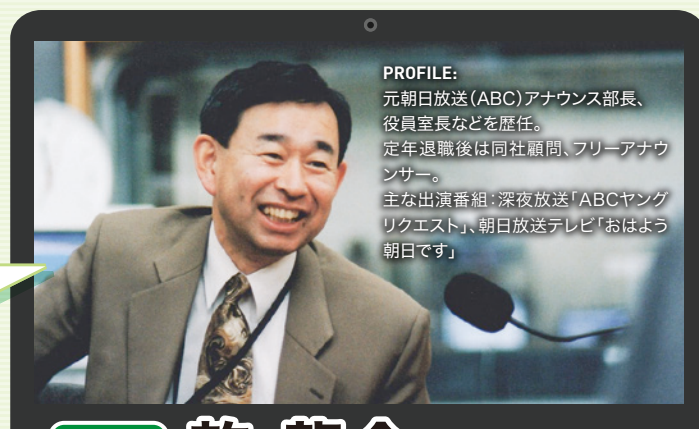 PROFILE:
元朝日放送（ABC）アナウンス部長、
役員室長などを歴任。
定年退職後は同社顧問、フリーアナウ
ンサー。
主な出演番組：深夜放送「ABCヤング
リクエスト」、朝日放送テレビ「おはよう
朝日です」